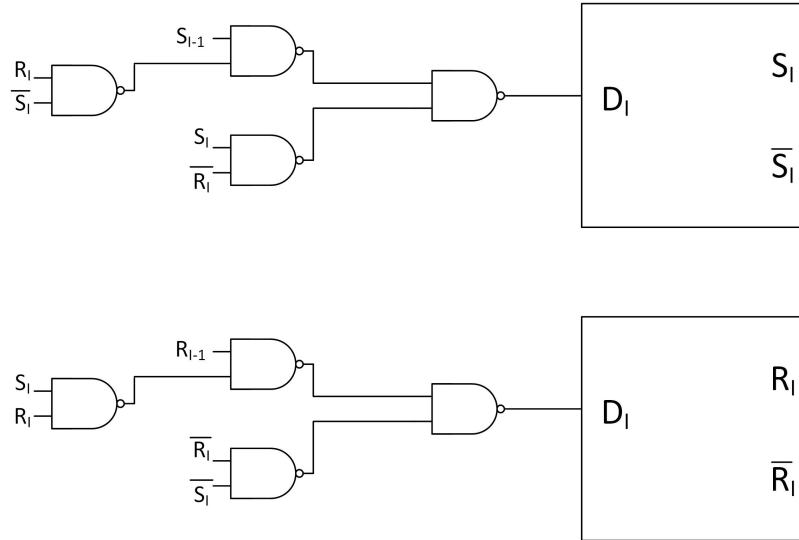 S_{I-1}
R_I
S̅_I
S_I
R̅_I
D_I
S_I
S̅_I
R_{I-1}
S_I
R_I
R̅_I
S̅_I
D_I
R_I
R̅_I